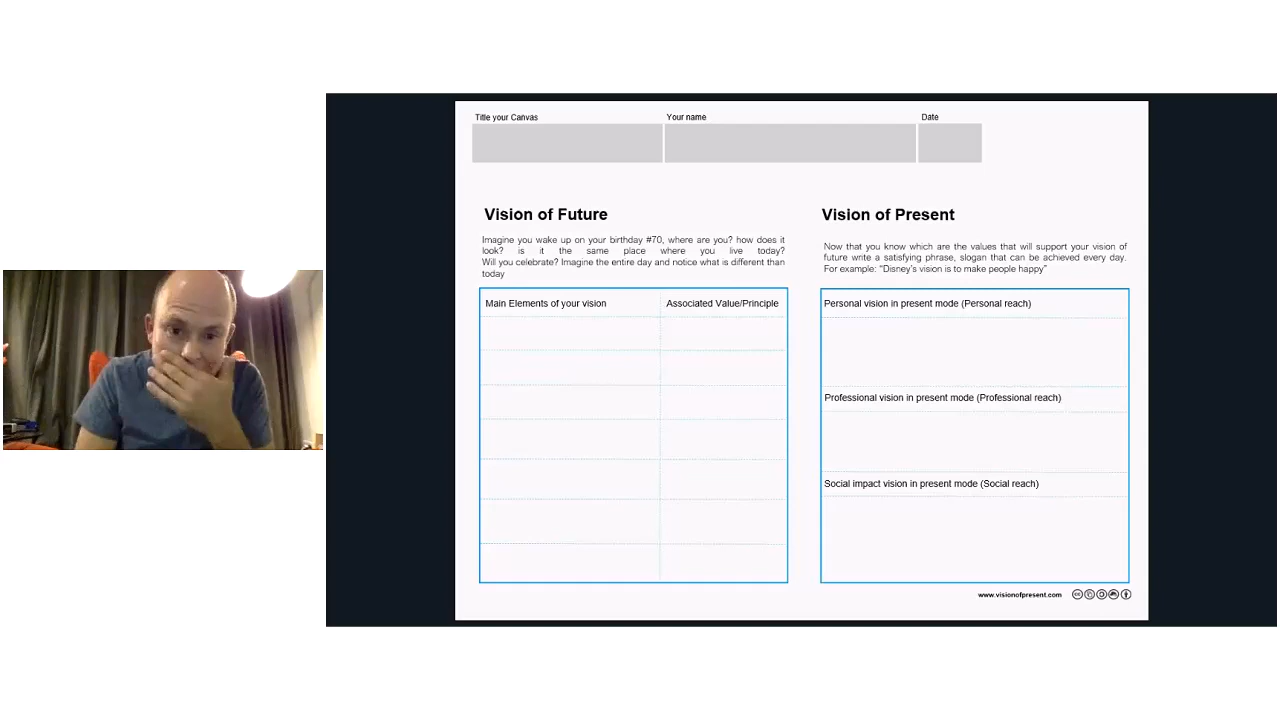 Title your Canvas
Your name
Date
Vision of Future
Imagine you wake up on your birthday #70, where are you? how does it
look? is it the same place where you live today?
Will you celebrate? Imagine the entire day and notice what is different than
today
Main Elements of your vision
Associated Value/Principle
Vision of Present
Now that you know which are the values that will support your vision of
future write a satisfying phrase, slogan that can be achieved every day.
For example: “Disney's vision is to make people happy”
Personal vision in present mode (Personal reach)
Professional vision in present mode (Professional reach)
Social impact vision in present mode (Social reach)
www.visionofpresent.com